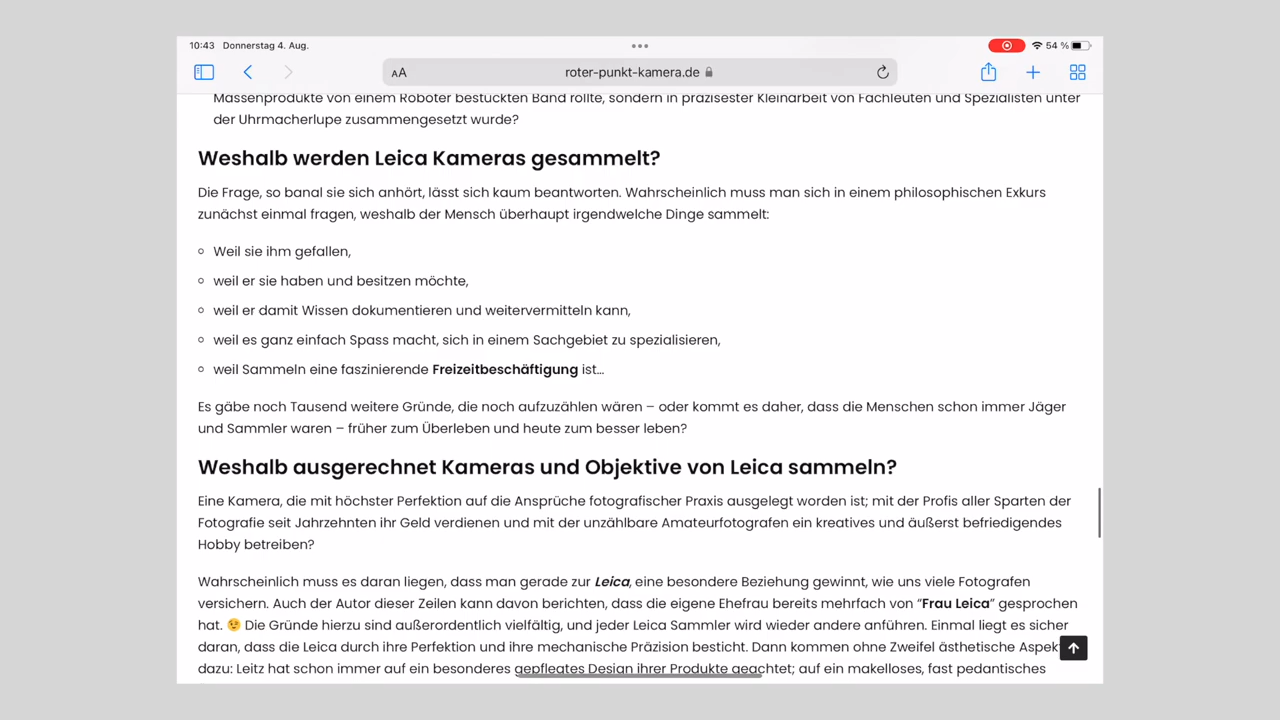 10:43 Donnerstag 4. Aug.
54 %
AA roter-punkt-kamera.de
Massenprodukte von einem Roboter bestückten Band rollte, sondern in präzisester Kleinarbeit von Fachleuten und Spezialisten unter
der Uhrmacherlupe zusammengesetzt wurde?
Weshalb werden Leica Kameras gesammelt?
Die Frage, so banal sie sich anhört, lässt sich kaum beantworten. Wahrscheinlich muss man sich in einem philosophischen Exkurs
zunächst einmal fragen, weshalb der Mensch überhaupt irgendwelche Dinge sammelt:
Weil sie ihm gefallen,
weil er sie haben und besitzen möchte,
weil er damit Wissen dokumentieren und weitervermitteln kann,
weil es ganz einfach Spass macht, sich in einem Sachgebiet zu spezialisieren,
weil Sammeln eine faszinierende Freizeitbeschäftigung ist…
Es gäbe noch Tausend weitere Gründe, die noch aufzuzählen wären – oder kommt es daher, dass die Menschen schon immer Jäger
und Sammler waren – früher zum Überleben und heute zum besser leben?
Weshalb ausgerechnet Kameras und Objektive von Leica sammeln?
Eine Kamera, die mit höchster Perfektion auf die Ansprüche fotografischer Praxis ausgelegt worden ist; mit der Profis aller Sparten der
Fotografie seit Jahrzehnten ihr Geld verdienen und mit der unzählbare Amateurfotografen ein kreatives und äußerst befriedigendes
Hobby betreiben?
Wahrscheinlich muss es daran liegen, dass man gerade zur Leica, eine besondere Beziehung gewinnt, wie uns viele Fotografen
versichern. Auch der Autor dieser Zeilen kann davon berichten, dass die eigene Ehefrau bereits mehrfach von “Frau Leica” gesprochen
hat. 😉 Die Gründe hierzu sind außerordentlich vielfältig, und jeder Leica Sammler wird wieder andere anführen. Einmal liegt es sicher
daran, dass die Leica durch ihre Perfektion und ihre mechanische Präzision besticht. Dann kommen ohne Zweifel ästhetische Aspek
dazu: Leitz hat schon immer auf ein besonderes gepflegtes Design ihrer Produkte geachtet; auf ein makelloses, fast pedantisches